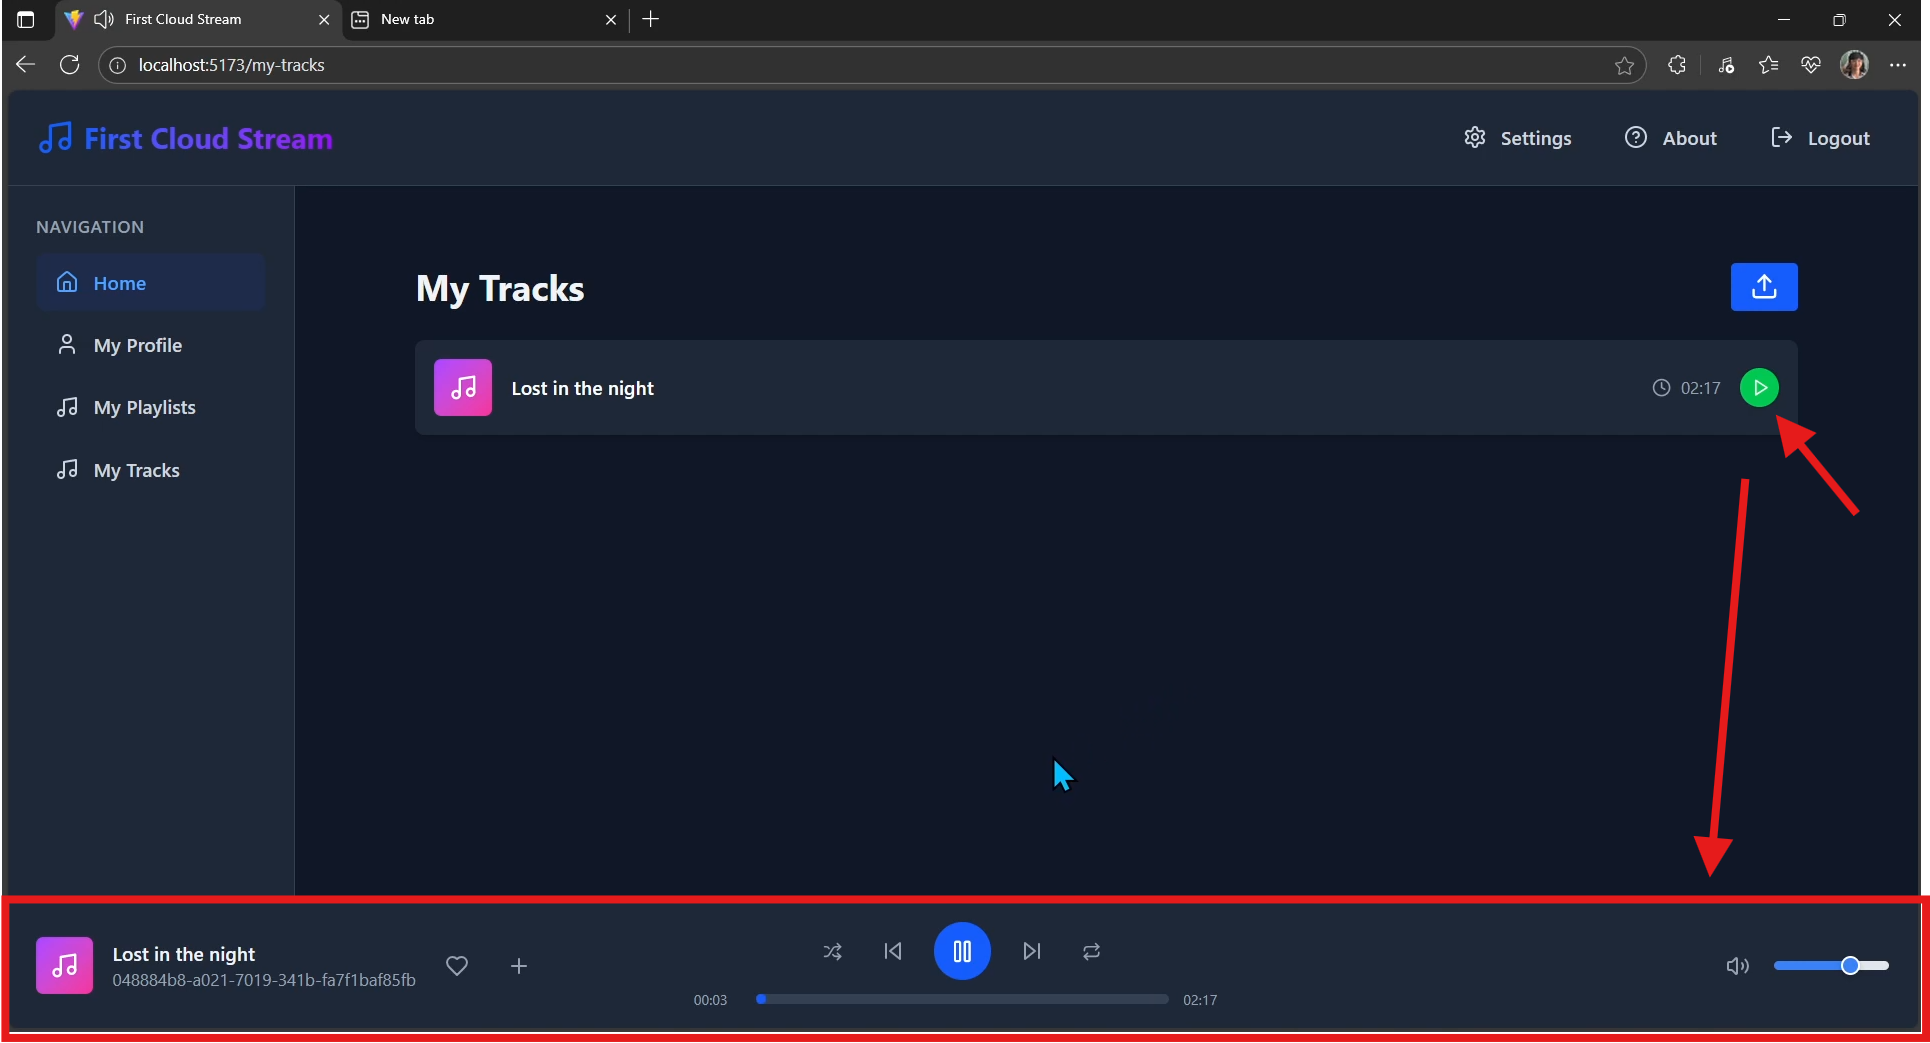 First Cloud Stream
New tab
localhost:5173/my-tracks
First Cloud Stream
Settings
About
Logout
NAVIGATION
Home
My Profile
My Playlists
My Tracks
My Tracks
Lost in the night
02:17
Lost in the night
048884b8-a021-7019-341b-fa7f1baf85fb
00:03
02:17